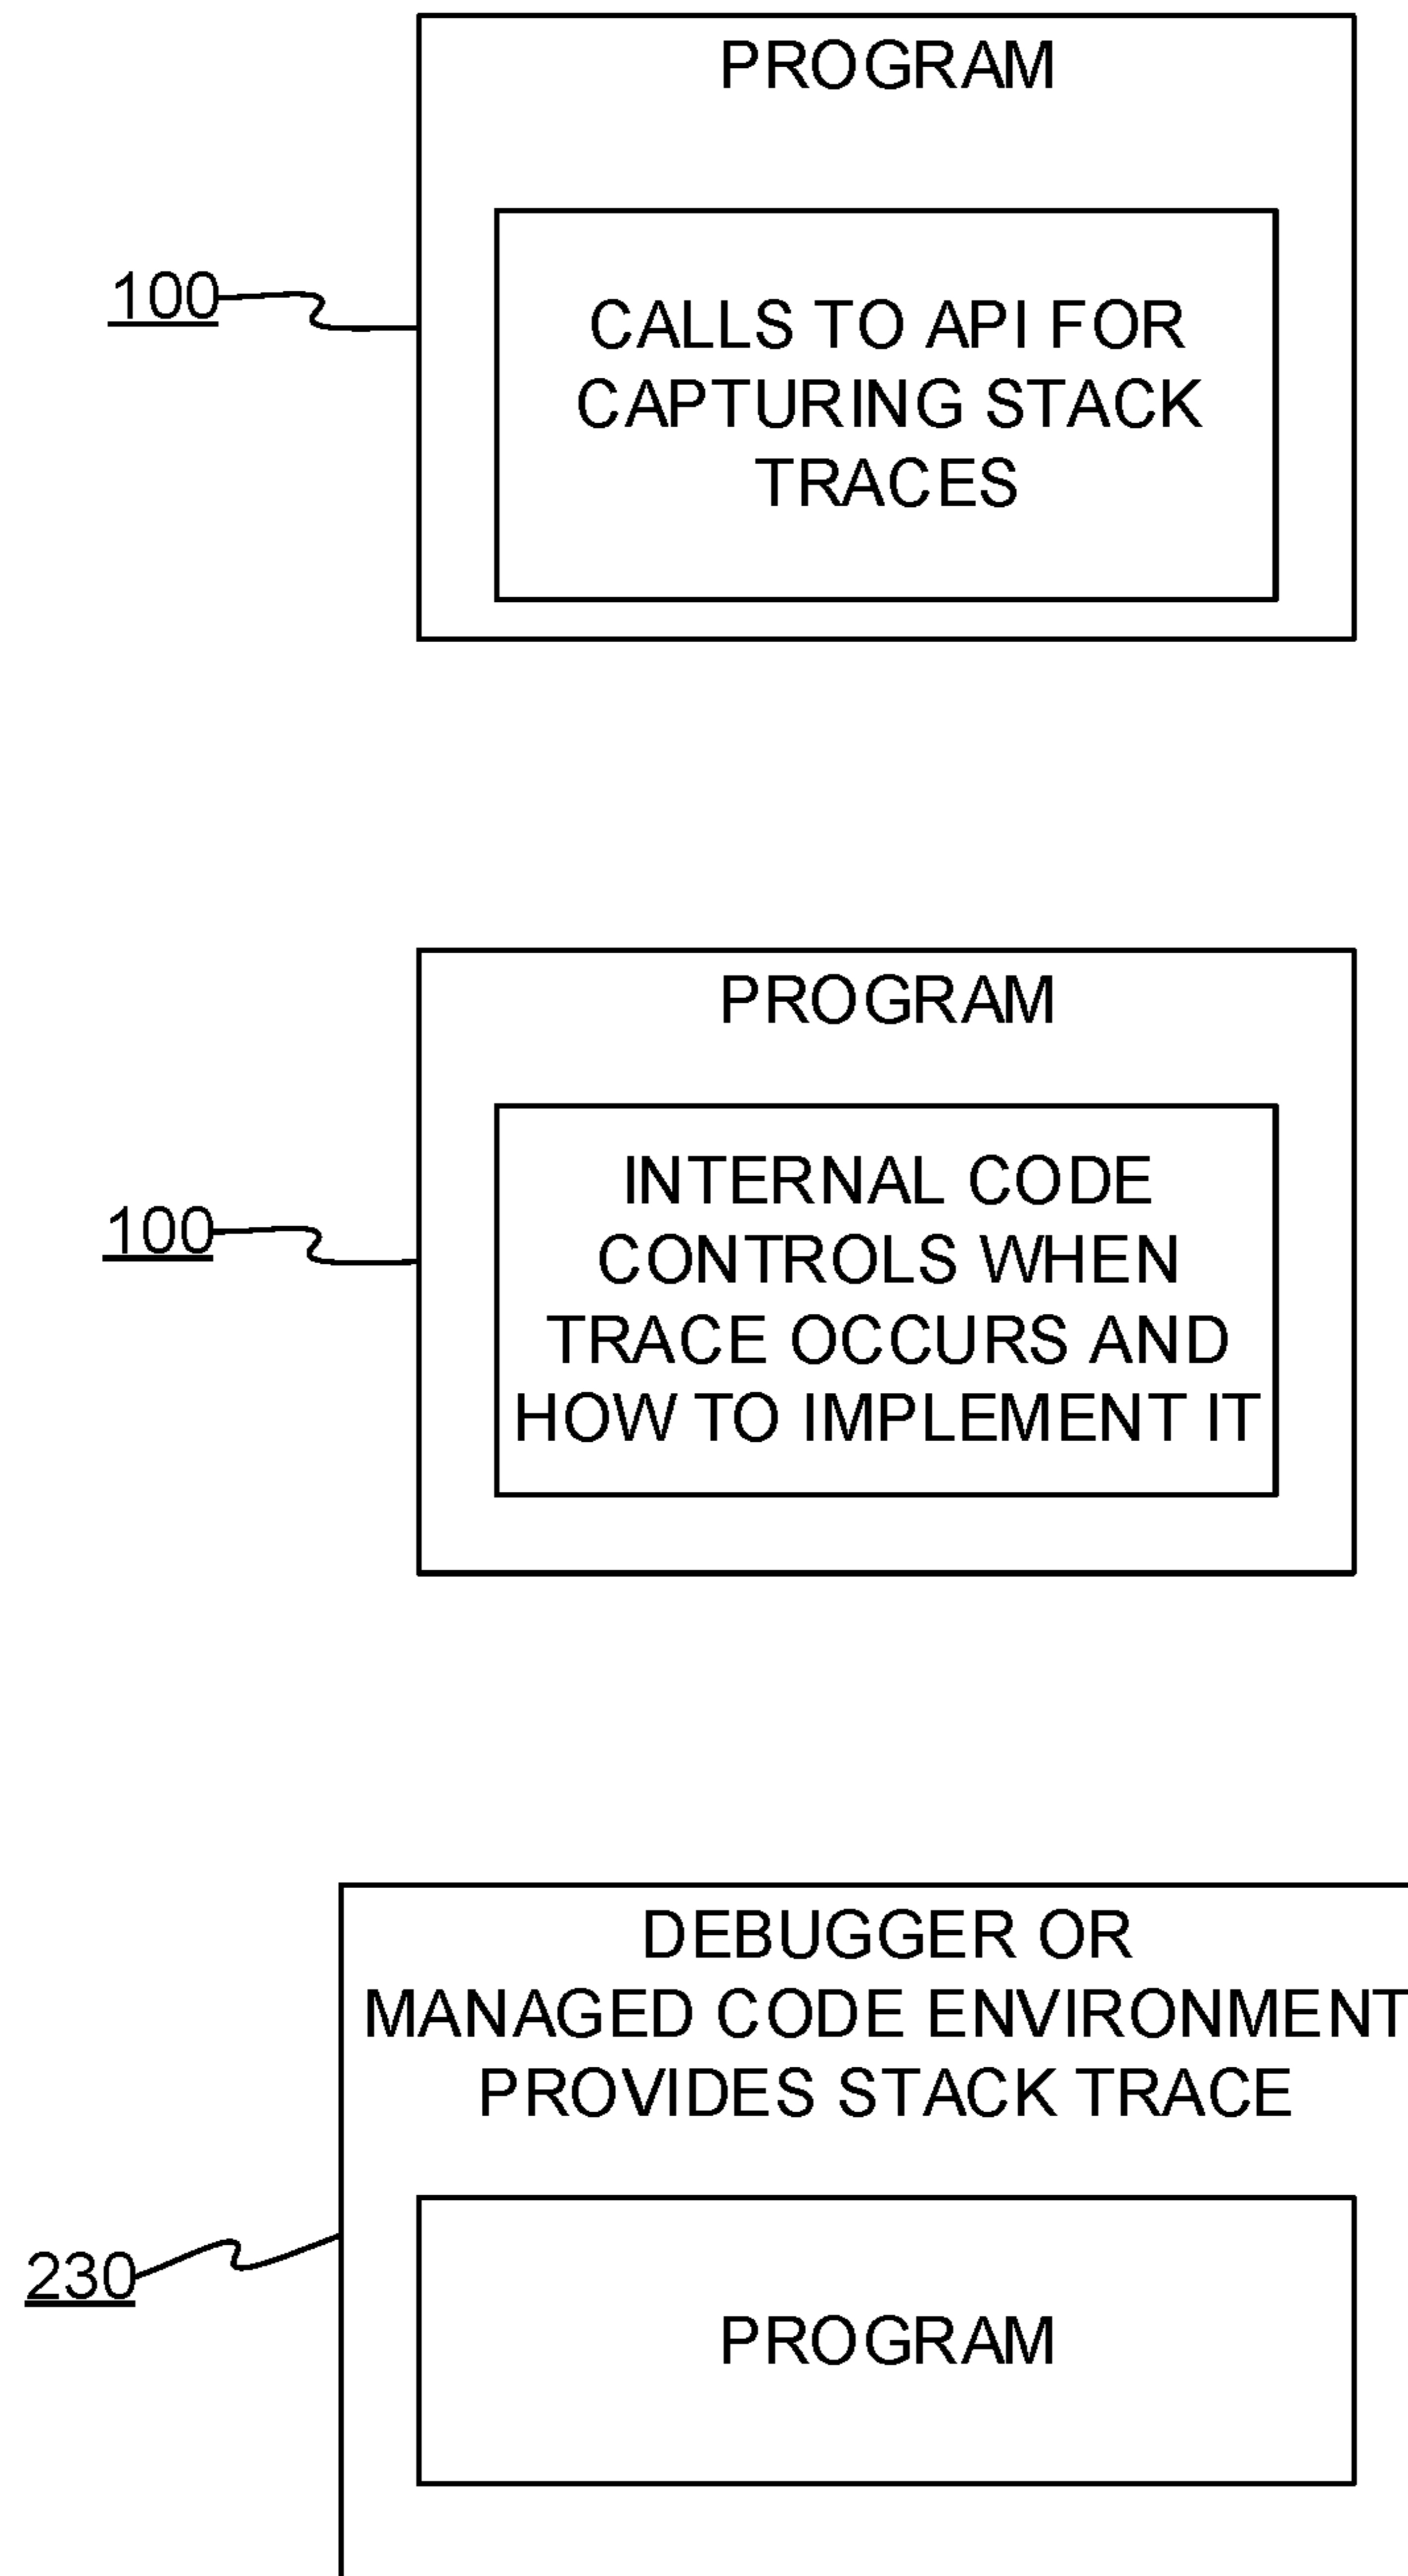 PROGRAM
100
CALLS TO API FOR
CAPTURING STACK
TRACES
PROGRAM
100
INTERNAL CODE
CONTROLS WHEN
TRACE OCCURS AND
HOW TO IMPLEMENT IT
DEBUGGER OR
MANAGED CODE ENVIRONMENT
PROVIDES STACK TRACE
230
PROGRAM